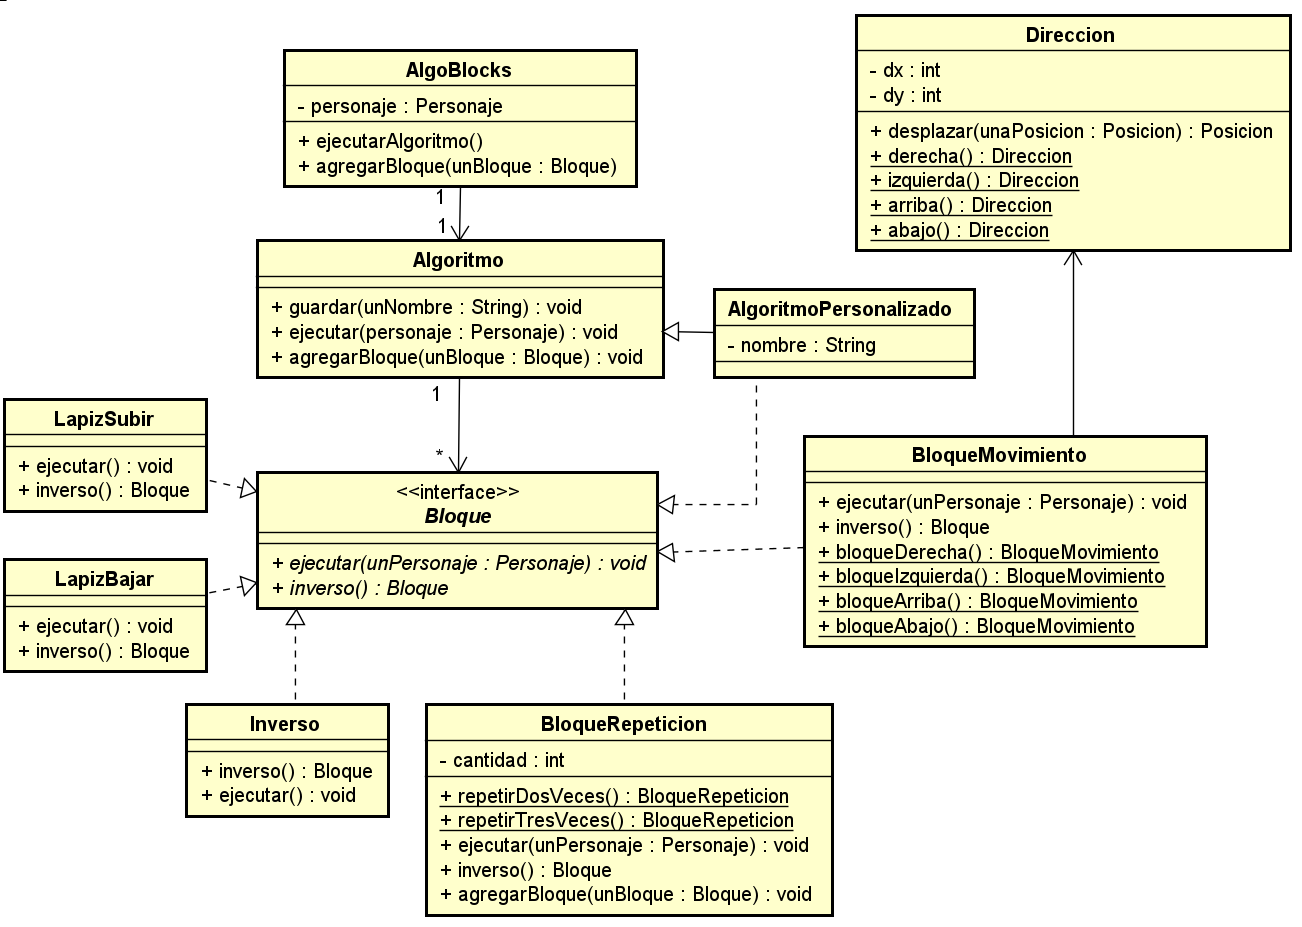 AlgoBlocks
- personaje : Personaje
+ ejecutarAlgoritmo()
+ agregarBloque(unBloque : Bloque)
Direccion
- dx : int
- dy : int
+ desplazar(unaPosicion : Posicion) : Posicion
+ derecha() : Direccion
+ izquierda() : Direccion
+ arriba() : Direccion
+ abajo() : Direccion
1
1
Algoritmo
+ guardar(unNombre : String) : void
+ ejecutar(personaje : Personaje) : void
+ agregarBloque(unBloque : Bloque) : void
AlgoritmoPersonalizado
- nombre : String
1
*
LapizSubir
+ ejecutar() : void
+ inverso() : Bloque
<<interface>>
Bloque
+ ejecutar(unPersonaje : Personaje) : void
+ inverso() : Bloque
BloqueMovimiento
+ ejecutar(unPersonaje : Personaje) : void
+ inverso() : Bloque
+ bloqueDerecha() : BloqueMovimiento
+ bloqueIzquierda() : BloqueMovimiento
+ bloqueArriba() : BloqueMovimiento
+ bloqueAbajo() : BloqueMovimiento
LapizBajar
+ ejecutar() : void
+ inverso() : Bloque
Inverso
+ inverso() : Bloque
+ ejecutar() : void
BloqueRepeticion
- cantidad : int
+ repetirDosVeces() : BloqueRepeticion
+ repetirTresVeces() : BloqueRepeticion
+ ejecutar(unPersonaje : Personaje) : void
+ inverso() : Bloque
+ agregarBloque(unBloque : Bloque) : void